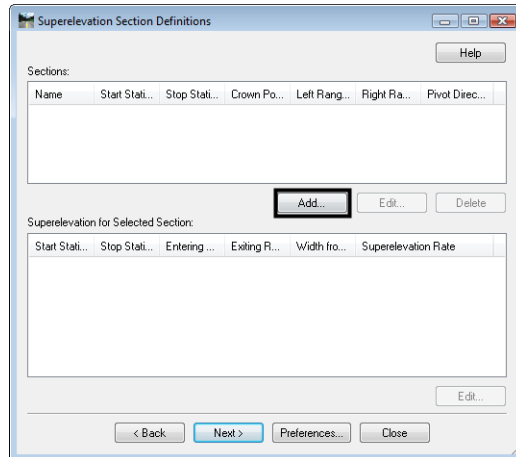 Superelevation Section Definitions
Help
Sections:
Name Start Stati... Stop Stati... Crown Po... Left Rang... Right Ra... Pivot Direc...
Add... Edit... Delete
Superelevation for Selected Section:
Start Stati... Stop Stati... Entering ... Exiting R... Width fro... Superelevation Rate
Edit...
< Back Next > Preferences... Close